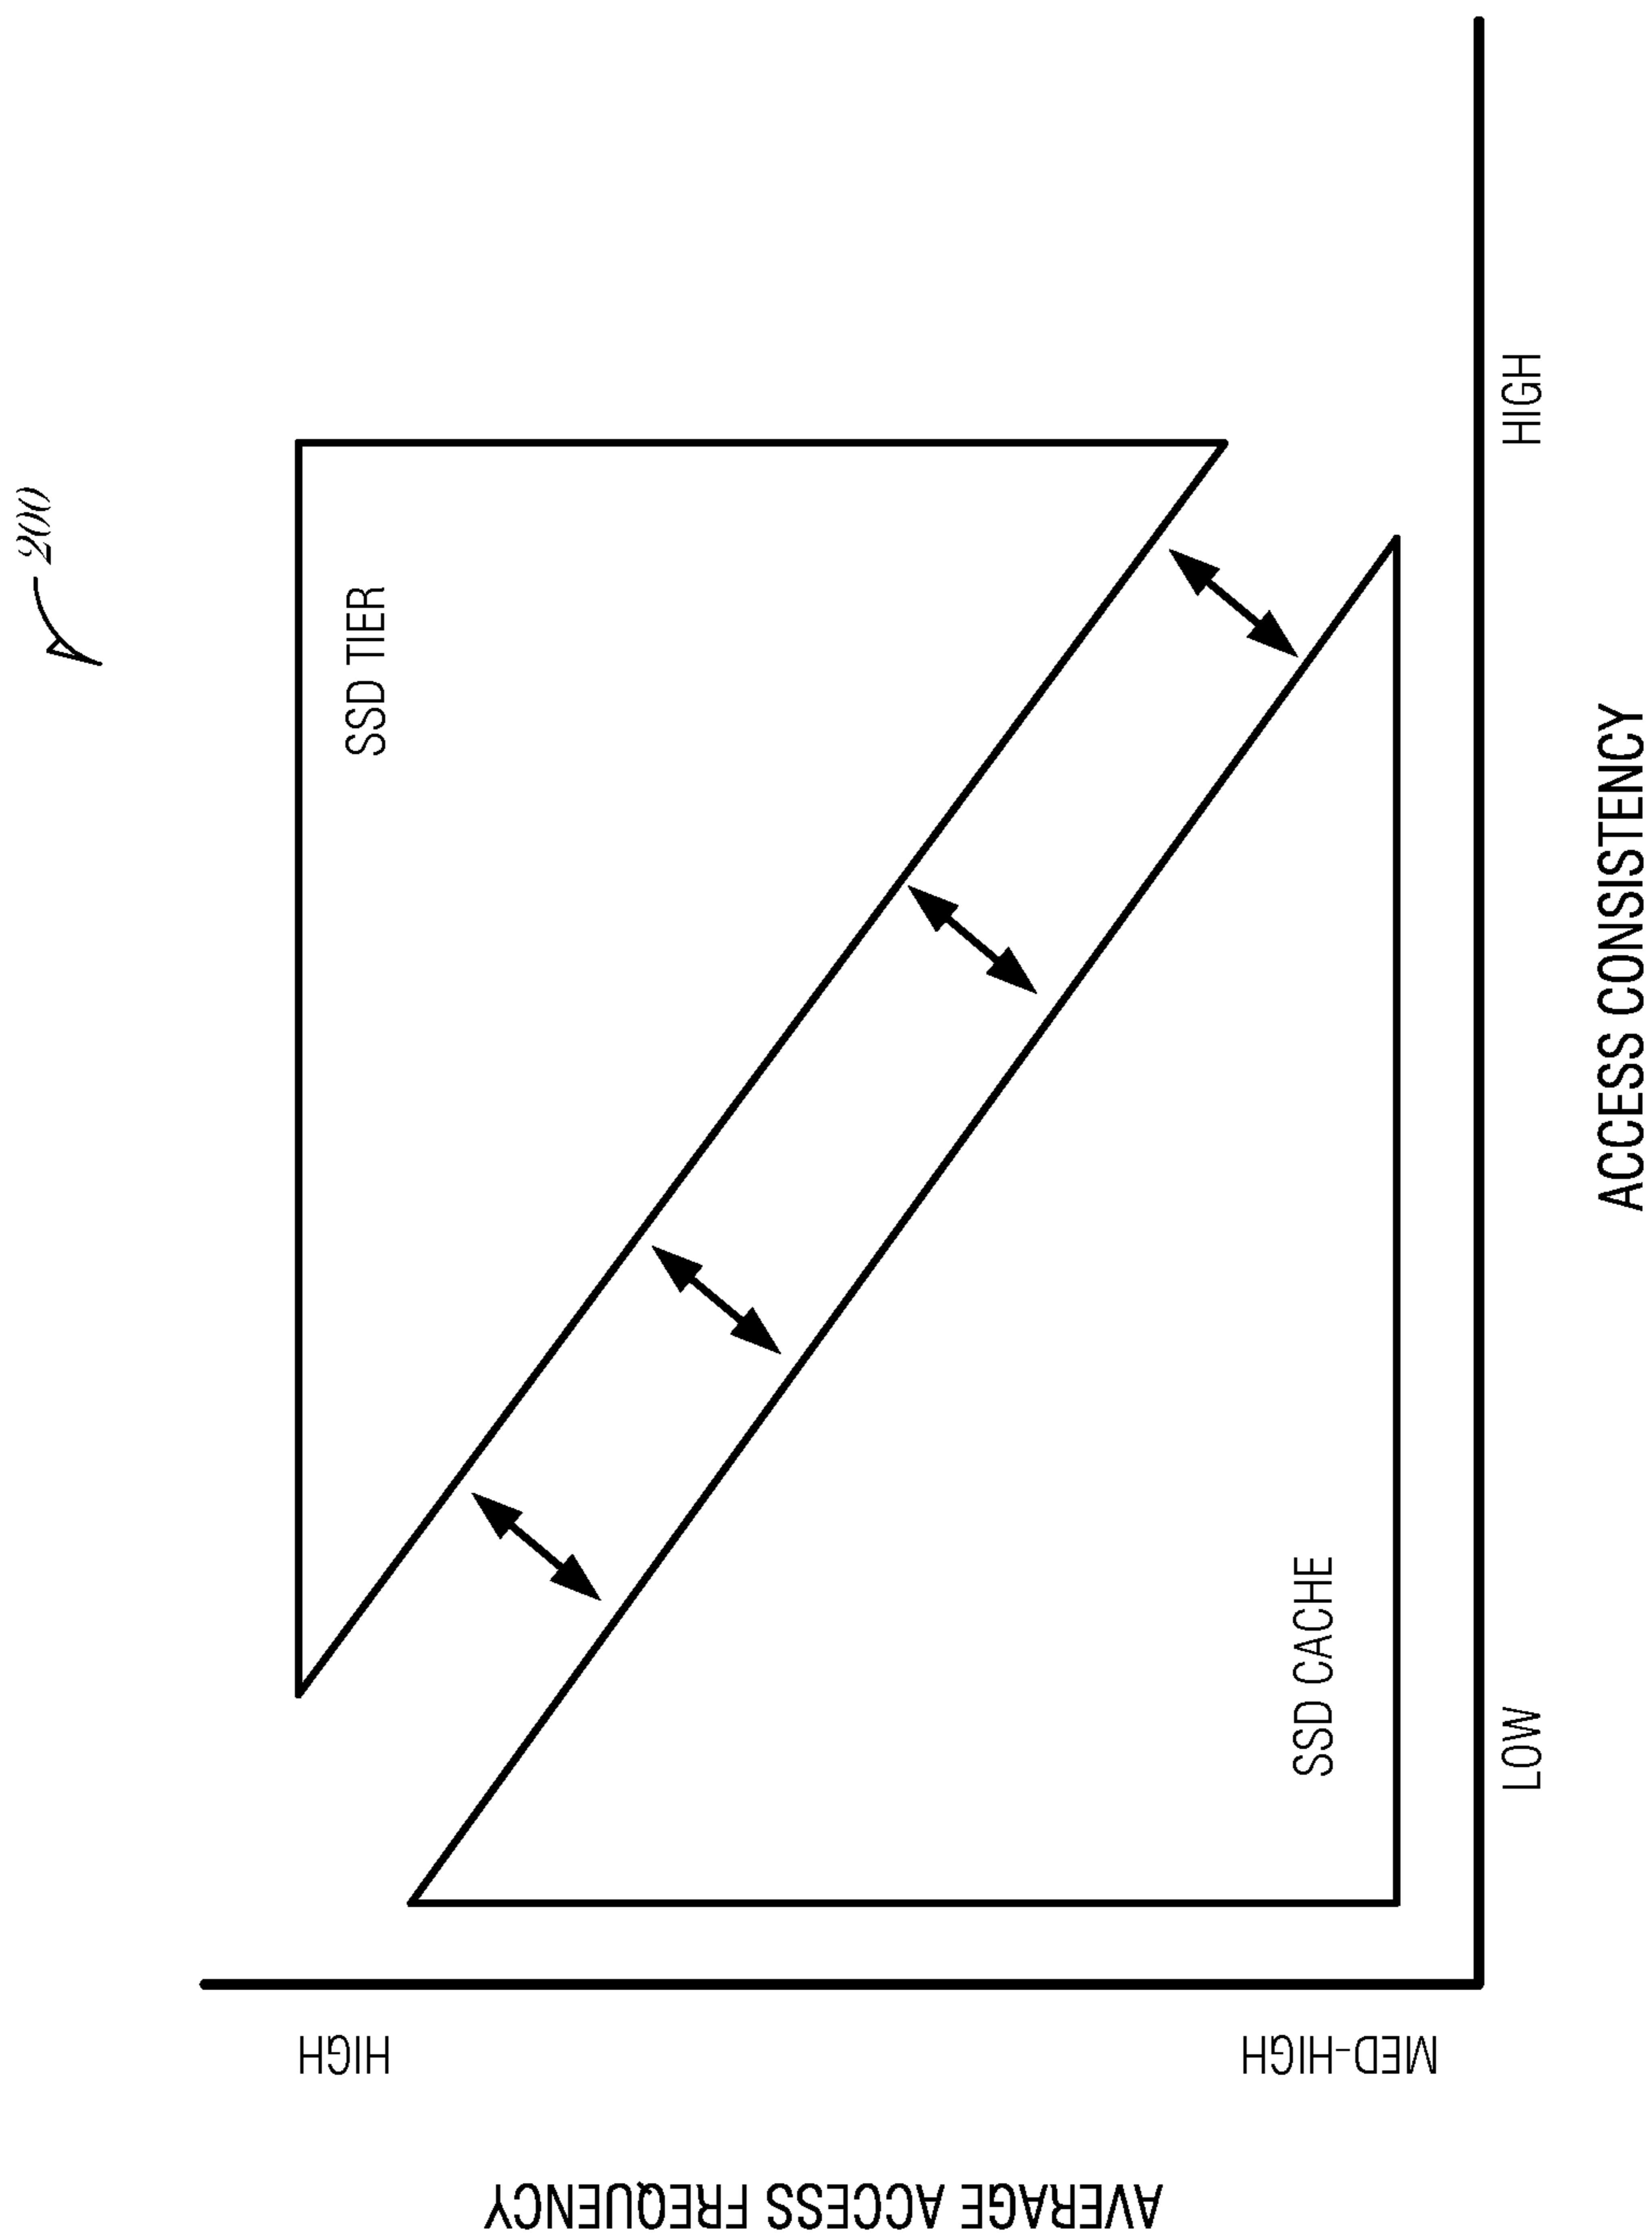 200
SSD TIER
SSD CACHE
HIGH
MED-HIGH
AVERAGE ACCESS FREQUENCY
LOW
HIGH
ACCESS CONSISTENCY